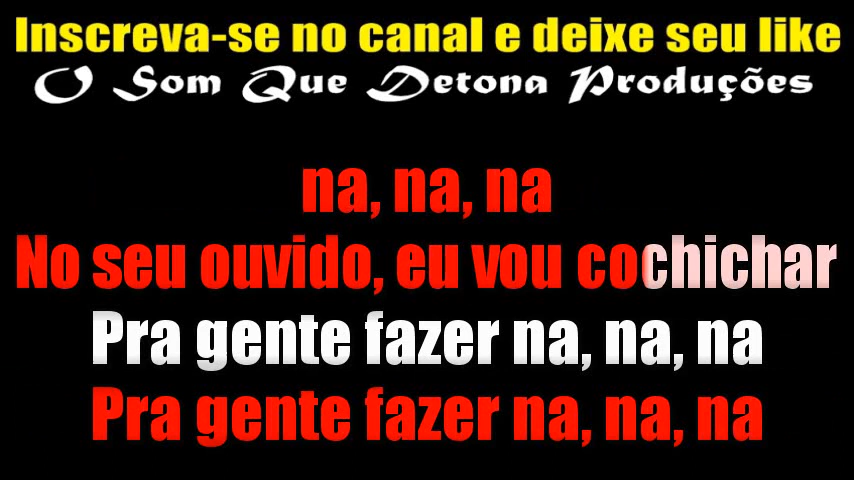 Inscreva-se no canal e deixe seu like
O Som Que Detona Produções
na, na, na
No seu ouvido, eu vou cochichar
Pra gente fazer na, na, na
Pra gente fazer na, na, na